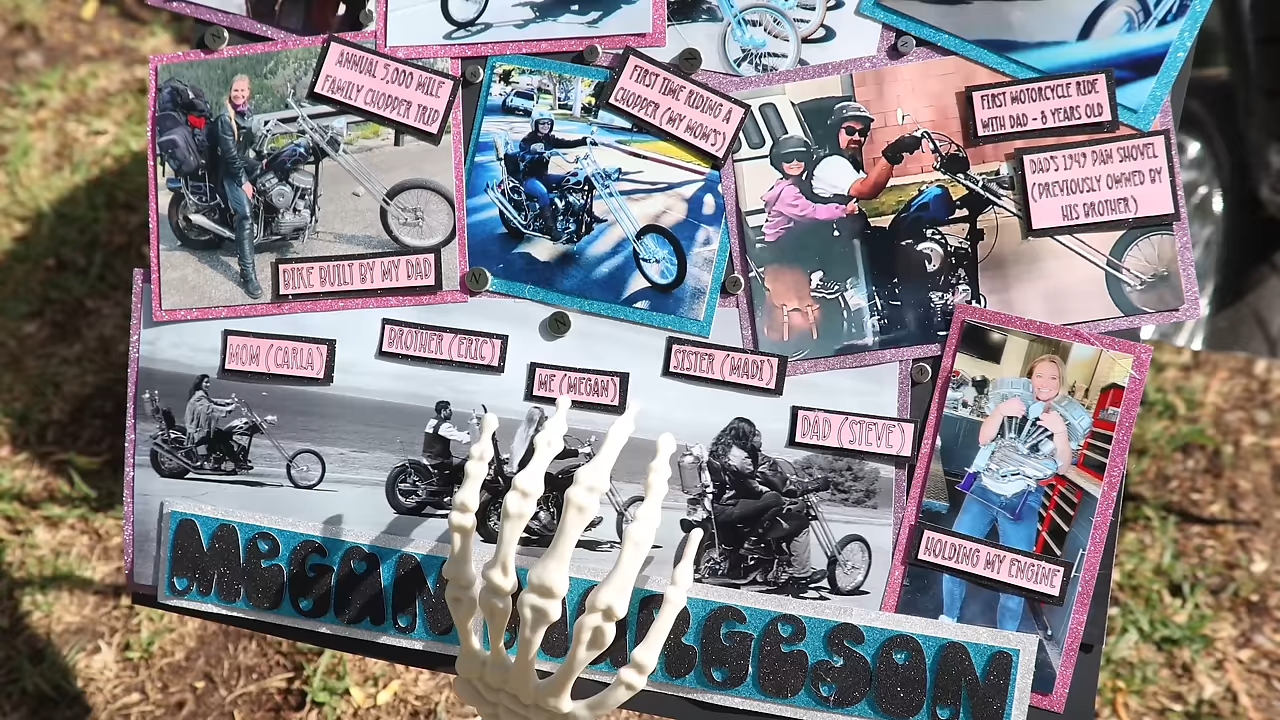 ANNUAL 5,000 MILE
FAMILY CHOPPER TRIP
BIKE BUILT BY MY DAD
FIRST TIME RIDING A
CHOPPER (MY MOM'S)
FIRST MOTORCYCLE RIDE
WITH DAD - 8 YEARS OLD
DAD'S 1949 PAN SHOVEL
(PREVIOUSLY OWNED BY
HIS BROTHER)
MOM (CARLA)
BROTHER (ERIC)
ME (MEGAN)
SISTER (MADI)
DAD (STEVE)
HOLDING MY ENGINE
MEGAN